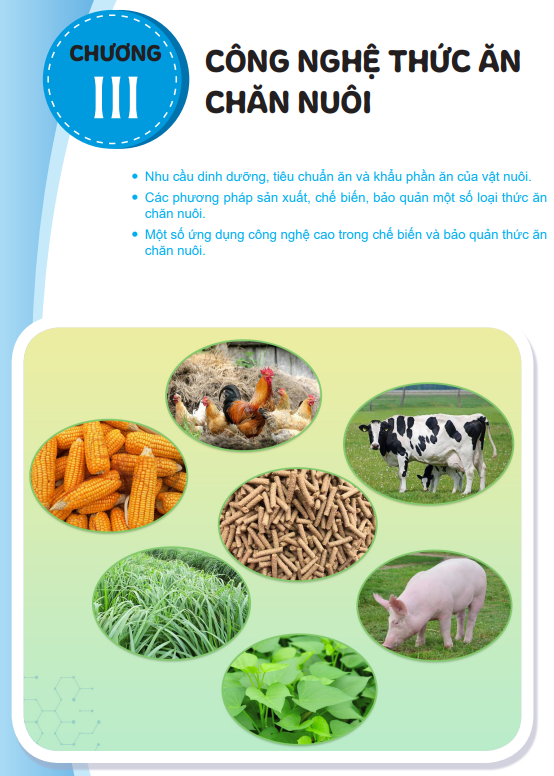 CHƯƠNG
III
CÔNG NGHỆ THỨC ĂN
CHĂN NUÔI
• Nhu cầu dinh dưỡng, tiêu chuẩn ăn và khẩu phần ăn của vật nuôi.
• Các phương pháp sản xuất, chế biến, bảo quản một số loại thức ăn
chăn nuôi.
• Một số ứng dụng công nghệ cao trong chế biến và bảo quản thức ăn
chăn nuôi.